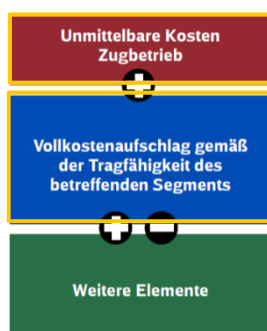 Unmittelbare Kosten
Zugbetrieb
+
Vollkostenaufschlag gemäß
der Tragfähigkeit des
betreffenden Segments
+ −
Weitere Elemente